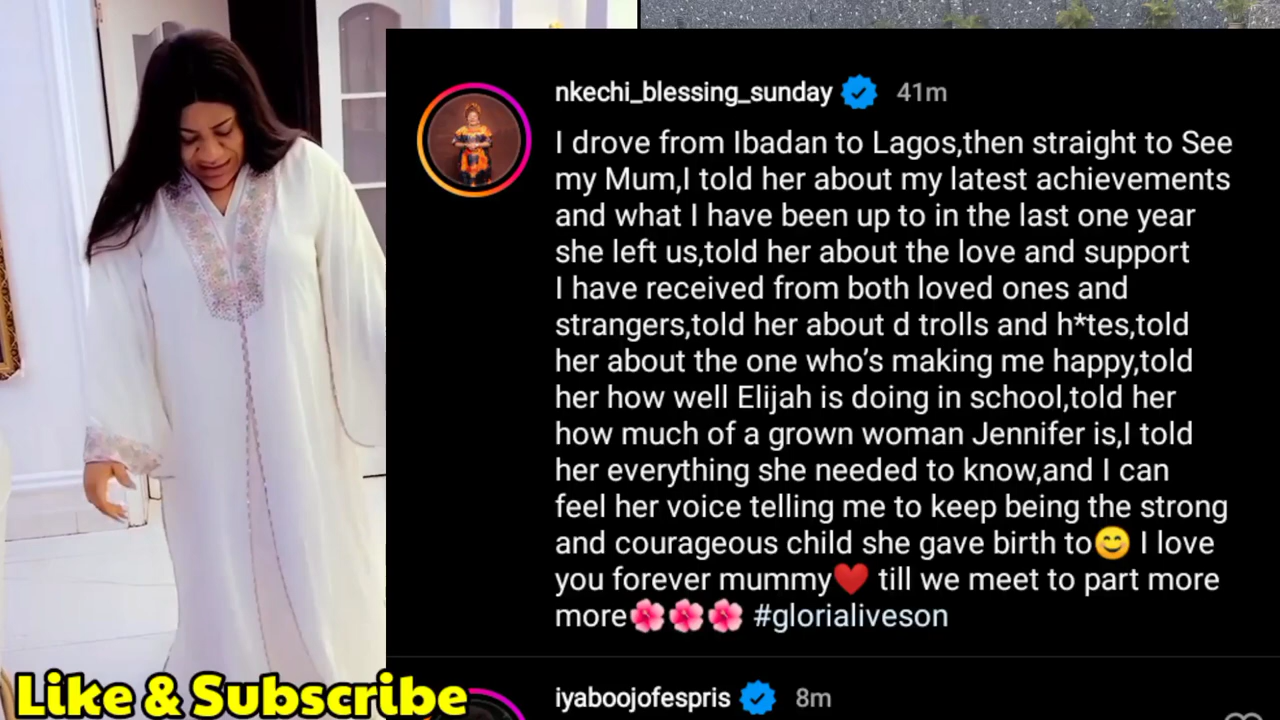 nkechi_blessing_sunday 41m
I drove from Ibadan to Lagos,then straight to See
my Mum,I told her about my latest achievements
and what I have been up to in the last one year
she left us,told her about the love and support
I have received from both loved ones and
strangers,told her about d trolls and h*tes,told
her about the one who’s making me happy,told
her how well Elijah is doing in school,told her
how much of a grown woman Jennifer is,I told
her everything she needed to know,and I can
feel her voice telling me to keep being the strong
and courageous child she gave birth to😊 I love
you forever mummy❤️ till we meet to part more
more🌺🌺🌺 #glorialiveson
iyaboojofespris 8m
Like & Subscribe